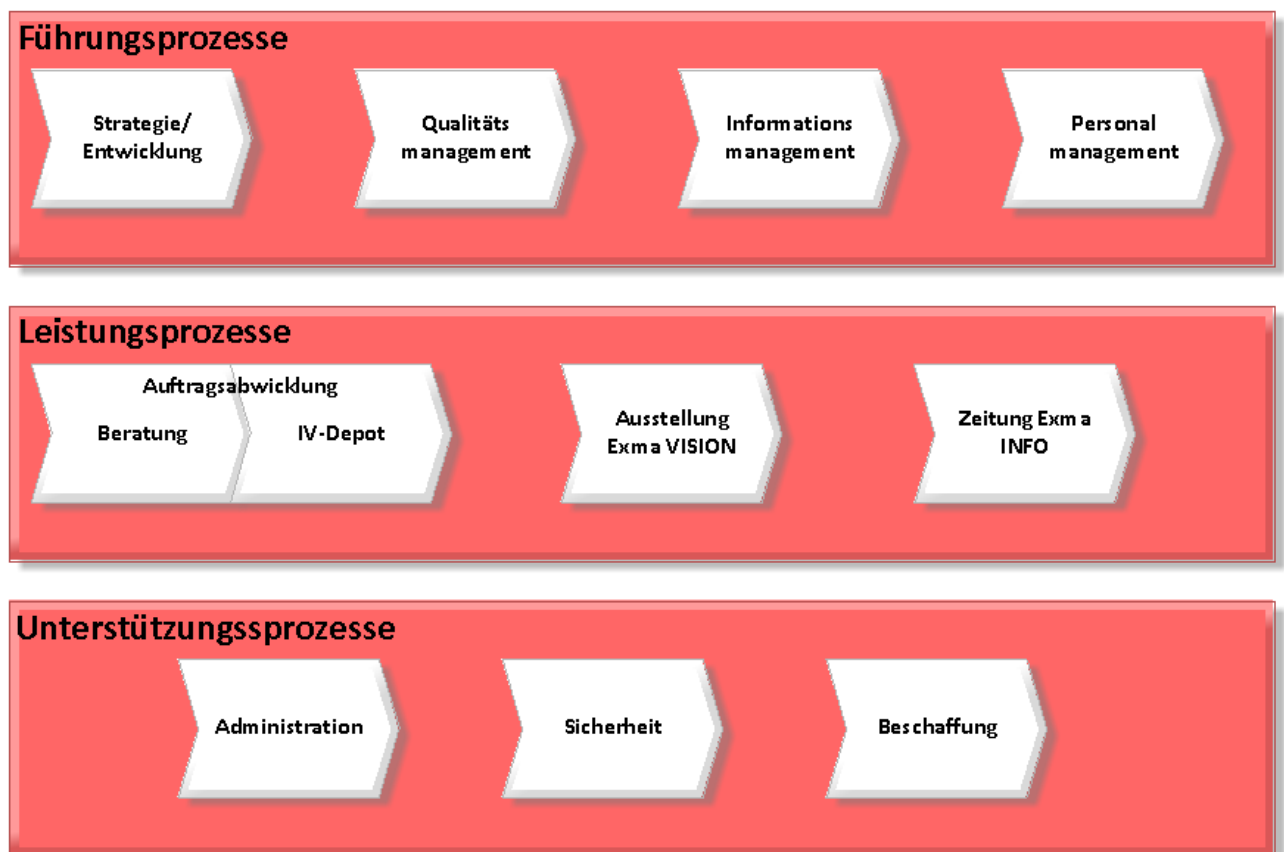 Führungsprozesse
Strategie/
Entwicklung
Qualitäts
management
Informations
management
Personal
management
Leistungsprozesse
Auftragsabwicklung
Beratung
IV-Depot
Ausstellung
Exma VISION
Zeitung Exma
INFO
Unterstützungssprozesse
Administration
Sicherheit
Beschaffung